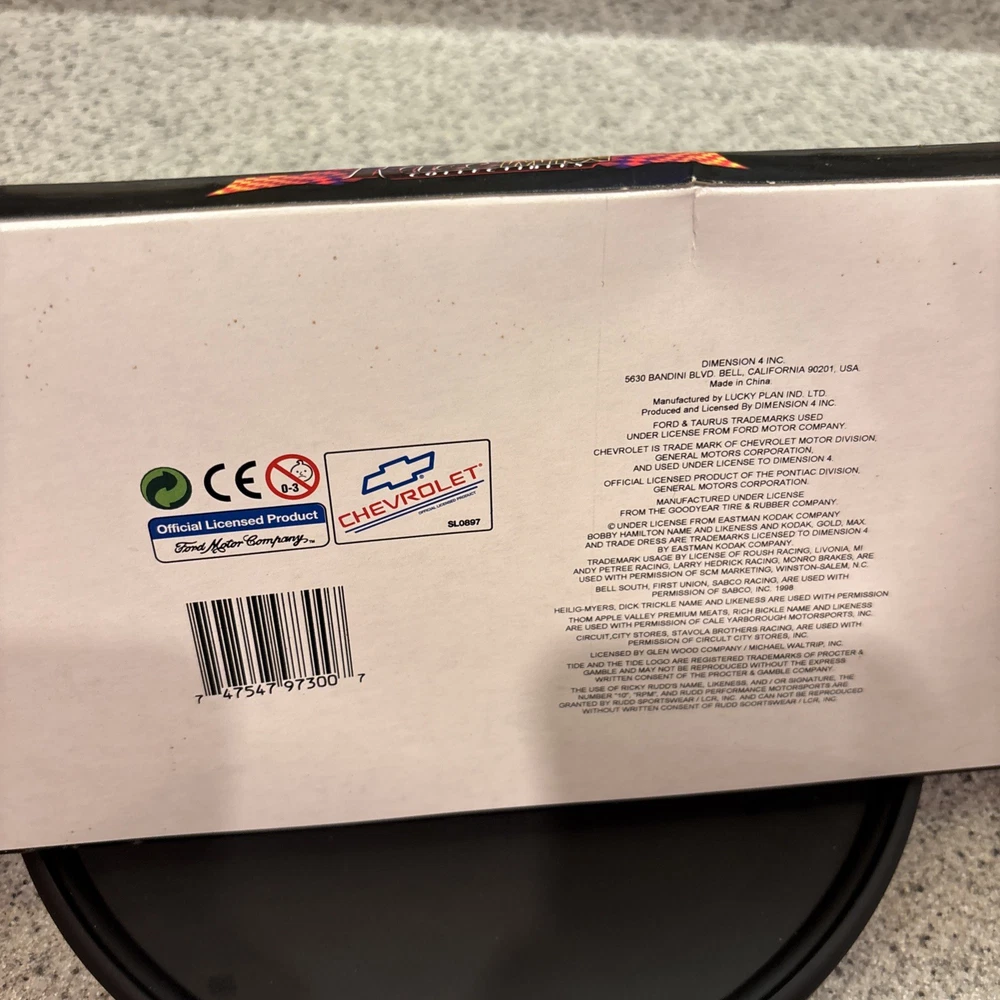 COLLECTIBLES
0-3
Official Licensed Product
Ford Motor Company™
CHEVROLET
OFFICIAL LICENSED PRODUCT
SL0897
7 47547 97300 7
DIMENSION 4 INC.
5630 BANDINI BLVD. BELL, CALIFORNIA 90201, USA.
Made in China.
Manufactured by LUCKY PLAN IND. LTD.
Produced and Licensed By DIMENSION 4 INC.
FORD & TAURUS TRADEMARKS USED
UNDER LICENSE FROM FORD MOTOR COMPANY.
CHEVROLET IS TRADE MARK OF CHEVROLET MOTOR DIVISION,
GENERAL MOTORS CORPORATION,
AND USED UNDER LICENSE TO DIMENSION 4.
OFFICIAL LICENSED PRODUCT OF THE PONTIAC DIVISION,
GENERAL MOTORS CORPORATION.
MANUFACTURED UNDER LICENSE
FROM THE GOODYEAR TIRE & RUBBER COMPANY.
© UNDER LICENSE FROM EASTMAN KODAK COMPANY
BOBBY HAMILTON NAME AND LIKENESS AND KODAK, GOLD, MAX,
AND TRADE DRESS ARE TRADEMARKS LICENSED TO DIMENSION 4
BY EASTMAN KODAK COMPANY.
TRADEMARK USAGE BY LICENSE OF ROUSH RACING, LIVONIA, MI
ANDY PETREE RACING, LARRY HEDRICK RACING, MONRO BRAKES, ARE
USED WITH PERMISSION OF SCM MARKETING, WINSTON-SALEM, N.C.
BELL SOUTH, FIRST UNION, SABCO RACING, ARE USED WITH
PERMISSION OF SABCO, INC. 1998
HEILIG-MYERS, DICK TRICKLE NAME AND LIKENESS ARE USED WITH PERMISSION
THOM APPLE VALLEY PREMIUM MEATS, RICH BICKLE NAME AND LIKENESS
ARE USED WITH PERMISSION OF CALE YARBOROUGH MOTORSPORTS, INC.
CIRCUIT CITY STORES, STAVOLA BROTHERS RACING, ARE USED WITH
PERMISSION OF CIRCULT CITY STORES, INC.
LICENSED BY GLEN WOOD COMPANY / MICHAEL WALTRIP, INC.
TIDE AND THE TIDE LOGO ARE REGISTERED TRADEMARKS OF PROCTER &
GAMBLE AND MAY NOT BE REPRODUCED WITHOUT THE EXPRESS
WRITTEN CONSENT OF THE PROCTER & GAMBLE COMPANY.
THE USE OF RICKY RUDD'S NAME, LIKENESS, AND / OR SIGNATURE, THE
NUMBER "10", "RPM", AND RUDD PERFORMANCE MOTORSPORTS ARE
GRANTED BY RUDD SPORTSWEAR / LCR, INC. AND CAN NOT BE REPRODUCED
WITHOUT WRITTEN CONSENT OF RUDD SCORTSWEAR / LCR, INC.